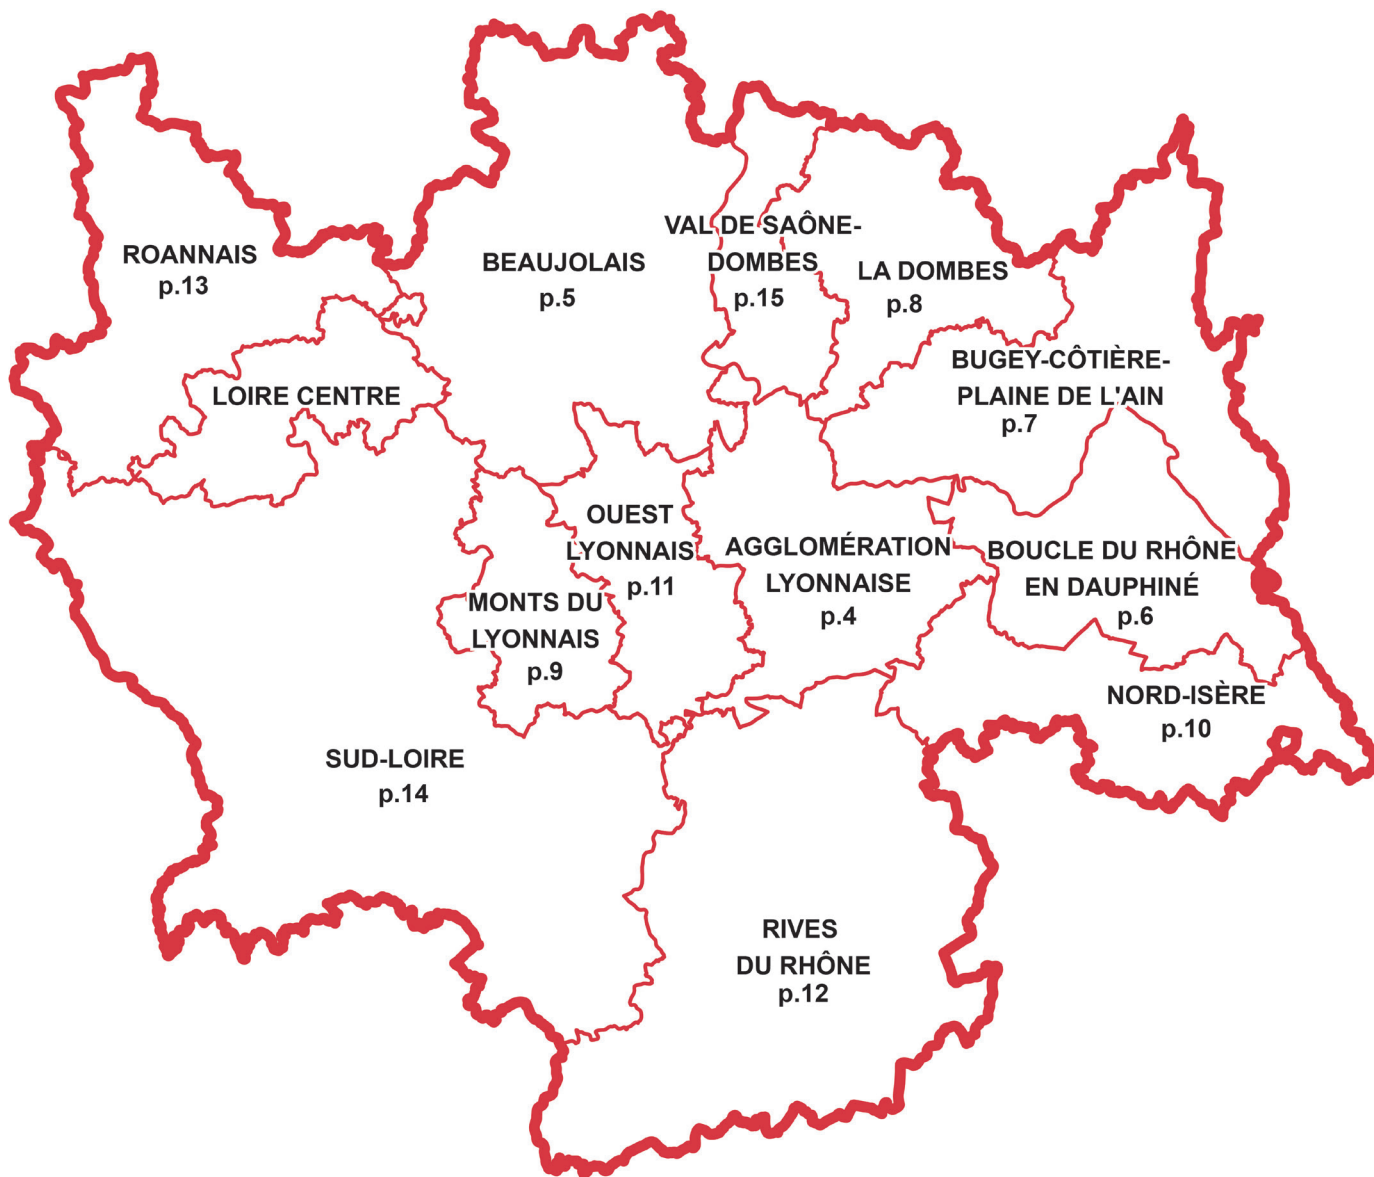 ROANNAIS
p.13
BEAUJOLAIS
p.5
VAL DE SAÔNE-
DOMBES
p.15
LA DOMBES
p.8
LOIRE CENTRE
BUGEY-CÔTIÈRE-
PLAINE DE L'AIN
p.7
OUEST
LYONNAIS
p.11
AGGLOMÉRATION
LYONNAISE
p.4
BOUCLE DU RHÔNE
EN DAUPHINÉ
p.6
MONTS DU
LYONNAIS
p.9
NORD-ISÈRE
p.10
SUD-LOIRE
p.14
RIVES
DU RHÔNE
p.12